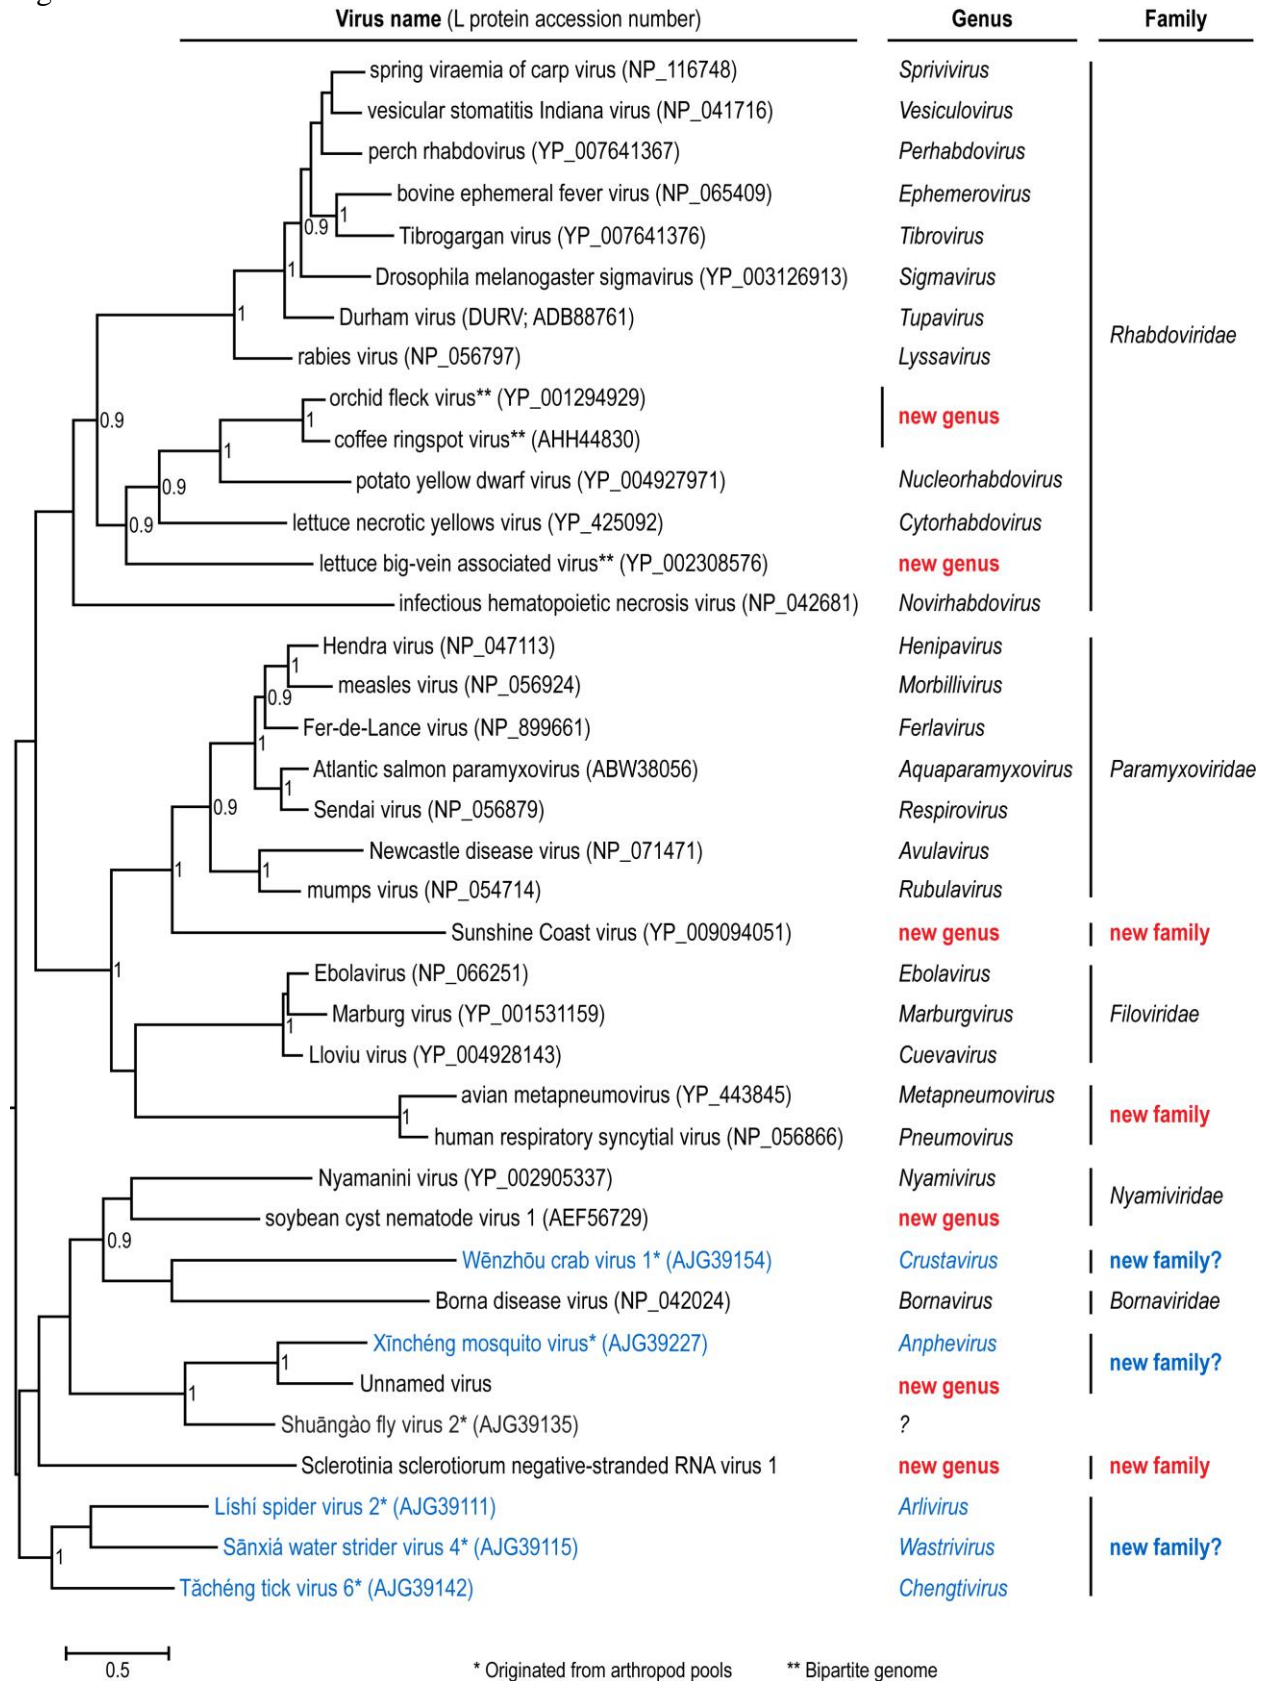 Virus name (L protein accession number) Genus Family
spring viraemia of carp virus (NP_116748) Sprivivirus
vesicular stomatitis Indiana virus (NP_041716) Vesiculovirus
perch rhabdovirus (YP_007641367) Perhabdovirus
bovine ephemeral fever virus (NP_065409) Ephemerovirus
1
0.9
Tibrogargan virus (YP_007641376) Tibrovirus
1
Drosophila melanogaster sigmavirus (YP_003126913) Sigmavirus
1
Durham virus (DURV; ADB88761) Tupavirus
Rhabdoviridae
rabies virus (NP_056797) Lyssavirus
orchid fleck virus** (YP_001294929)
0.9
1
new genus
coffee ringspot virus** (AHH44830)
1
potato yellow dwarf virus (YP_004927971) Nucleorhabdovirus
0.9
lettuce necrotic yellows virus (YP_425092) Cytorhabdovirus
0.9
lettuce big-vein associated virus** (YP_002308576) new genus
infectious hematopoietic necrosis virus (NP_042681) Novirhabdovirus
Hendra virus (NP_047113) Henipavirus
1
measles virus (NP_056924) Morbillivirus
0.9
Fer-de-Lance virus (NP_899661) Ferlavirus
1
Atlantic salmon paramyxovirus (ABW38056) Aquaparamyxovirus Paramyxoviridae
1
0.9
Sendai virus (NP_056879) Respirovirus
Newcastle disease virus (NP_071471) Avulavirus
1
1
mumps virus (NP_054714) Rubulavirus
Sunshine Coast virus (YP_009094051) new genus new family
1
Ebolavirus (NP_066251) Ebolavirus
Marburg virus (YP_001531159) Marburgvirus Filoviridae
1
Lloviu virus (YP_004928143) Cuevavirus
avian metapneumovirus (YP_443845) Metapneumovirus
1
new family
human respiratory syncytial virus (NP_056866) Pneumovirus
Nyamanini virus (YP_002905337) Nyamivirus
Nyamiviridae
soybean cyst nematode virus 1 (AEF56729) new genus
0.9
Wēnzhōu crab virus 1* (AJG39154) Crustavirus new family?
Borna disease virus (NP_042024) Bornavirus Bornaviridae
Xīnchéng mosquito virus* (AJG39227) Anphevirus
1
new family?
Unnamed virus new genus
1
Shuāngào fly virus 2* (AJG39135) ?
Sclerotinia sclerotiorum negative-stranded RNA virus 1 new genus new family
Líshí spider virus 2* (AJG39111) Arlivirus
Sānxiá water strider virus 4* (AJG39115) Wastrivirus new family?
1
Tǎchéng tick virus 6* (AJG39142) Chengtivirus
0.5 * Originated from arthropod pools ** Bipartite genome